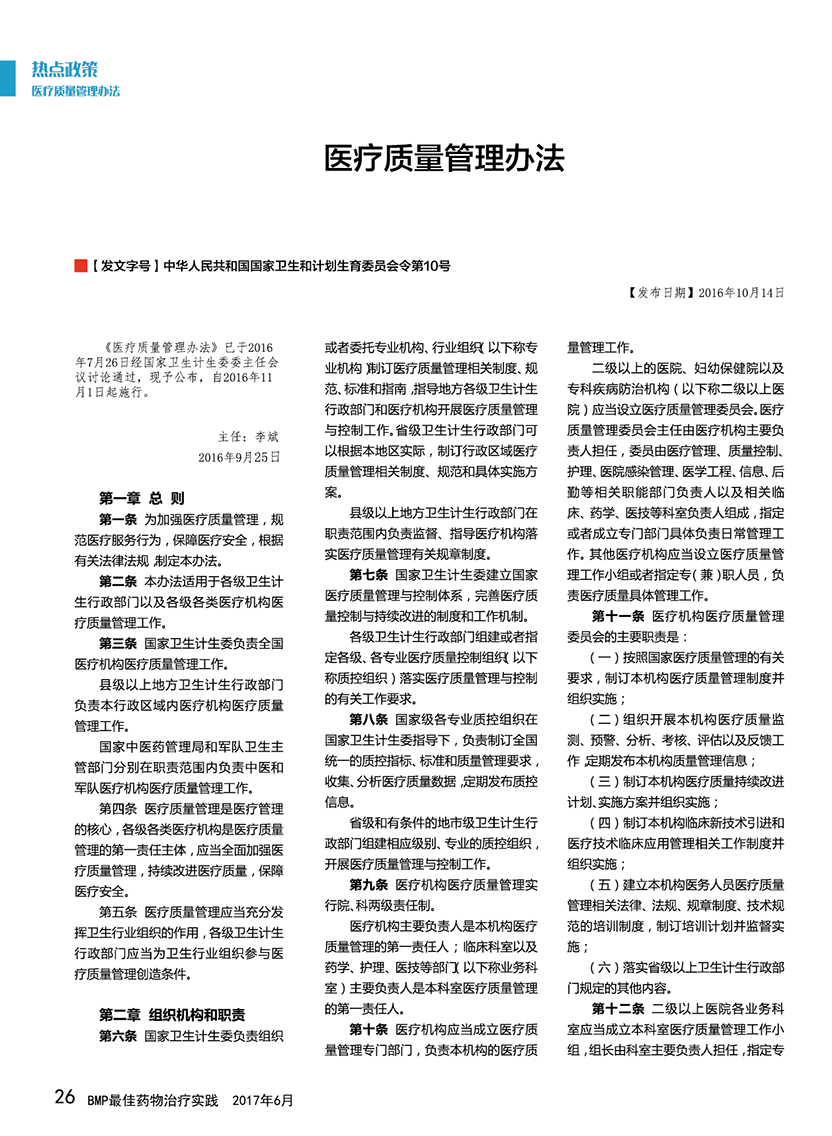 热点政策
医疗质量管理办法
医疗质量管理办法
【发文字号】中华人民共和国国家卫生和计划生育委员会令第10号
【发布日期】2016年10月14日
《医疗质量管理办法》已于2016
年7月26日经国家卫生计生委委主任会
议讨论通过，现予公布，自2016年11
月1日起施行。
主任：李斌
2016年9月25日
第一章 总 则
第一条 为加强医疗质量管理，规
范医疗服务行为，保障医疗安全，根据
有关法律法规，制定本办法。
第二条 本办法适用于各级卫生计
生行政部门以及各级各类医疗机构医
疗质量管理工作。
第三条 国家卫生计生委负责全国
医疗机构医疗质量管理工作。
县级以上地方卫生计生行政部门
负责本行政区域内医疗机构医疗质量
管理工作。
国家中医药管理局和军队卫生主
管部门分别在职责范围内负责中医和
军队医疗机构医疗质量管理工作。
第四条 医疗质量管理是医疗管理
的核心，各级各类医疗机构是医疗质量
管理的第一责任主体，应当全面加强医
疗质量管理，持续改进医疗质量，保障
医疗安全。
第五条 医疗质量管理应当充分发
挥卫生行业组织的作用，各级卫生计生
行政部门应当为卫生行业组织参与医
疗质量管理创造条件。
第二章 组织机构和职责
第六条 国家卫生计生委负责组织
或者委托专业机构、行业组织（以下称专
业机构）制订医疗质量管理相关制度、规
范、标准和指南，指导地方各级卫生计生
行政部门和医疗机构开展医疗质量管理
与控制工作。省级卫生计生行政部门可
以根据本地区实际，制订行政区域医疗
质量管理相关制度、规范和具体实施方
案。
县级以上地方卫生计生行政部门在
职责范围内负责监督、指导医疗机构落
实医疗质量管理有关规章制度。
第七条 国家卫生计生委建立国家
医疗质量管理与控制体系，完善医疗质
量控制与持续改进的制度和工作机制。
各级卫生计生行政部门组建或者指
定各级、各专业医疗质量控制组织（以下
称质控组织）落实医疗质量管理与控制
的有关工作要求。
第八条 国家级各专业质控组织在
国家卫生计生委指导下，负责制订全国
统一的质控指标、标准和质量管理要求，
收集、分析医疗质量数据，定期发布质控
信息。
省级和有条件的地市级卫生计生行
政部门组建相应级别、专业的质控组织，
开展医疗质量管理与控制工作。
第九条 医疗机构医疗质量管理实
行院、科两级责任制。
医疗机构主要负责人是本机构医疗
质量管理的第一责任人；临床科室以及
药学、护理、医技等部门（以下称业务科
室）主要负责人是本科室医疗质量管理
的第一责任人。
第十条 医疗机构应当成立医疗质
量管理专门部门，负责本机构的医疗质
量管理工作。
二级以上的医院、妇幼保健院以及
专科疾病防治机构（以下称二级以上医
院）应当设立医疗质量管理委员会。医疗
质量管理委员会主任由医疗机构主要负
责人担任，委员由医疗管理、质量控制、
护理、医院感染管理、医学工程、信息、后
勤等相关职能部门负责人以及相关临
床、药学、医技等科室负责人组成，指定
或者成立专门部门具体负责日常管理工
作。其他医疗机构应当设立医疗质量管
理工作小组或者指定专（兼）职人员，负
责医疗质量具体管理工作。
第十一条 医疗机构医疗质量管理
委员会的主要职责是：
（一）按照国家医疗质量管理的有关
要求，制订本机构医疗质量管理制度并
组织实施；
（二）组织开展本机构医疗质量监
测、预警、分析、考核、评估以及反馈工
作，定期发布本机构质量管理信息；
（三）制订本机构医疗质量持续改进
计划、实施方案并组织实施；
（四）制订本机构临床新技术引进和
医疗技术临床应用管理相关工作制度并
组织实施；
（五）建立本机构医务人员医疗质量
管理相关法律、法规、规章制度、技术规
范的培训制度，制订培训计划并监督实
施；
（六）落实省级以上卫生计生行政部
门规定的其他内容。
第十二条 二级以上医院各业务科
室应当成立本科室医疗质量管理工作小
组，组长由科室主要负责人担任，指定专
26 BMP最佳药物治疗实践 2017年6月